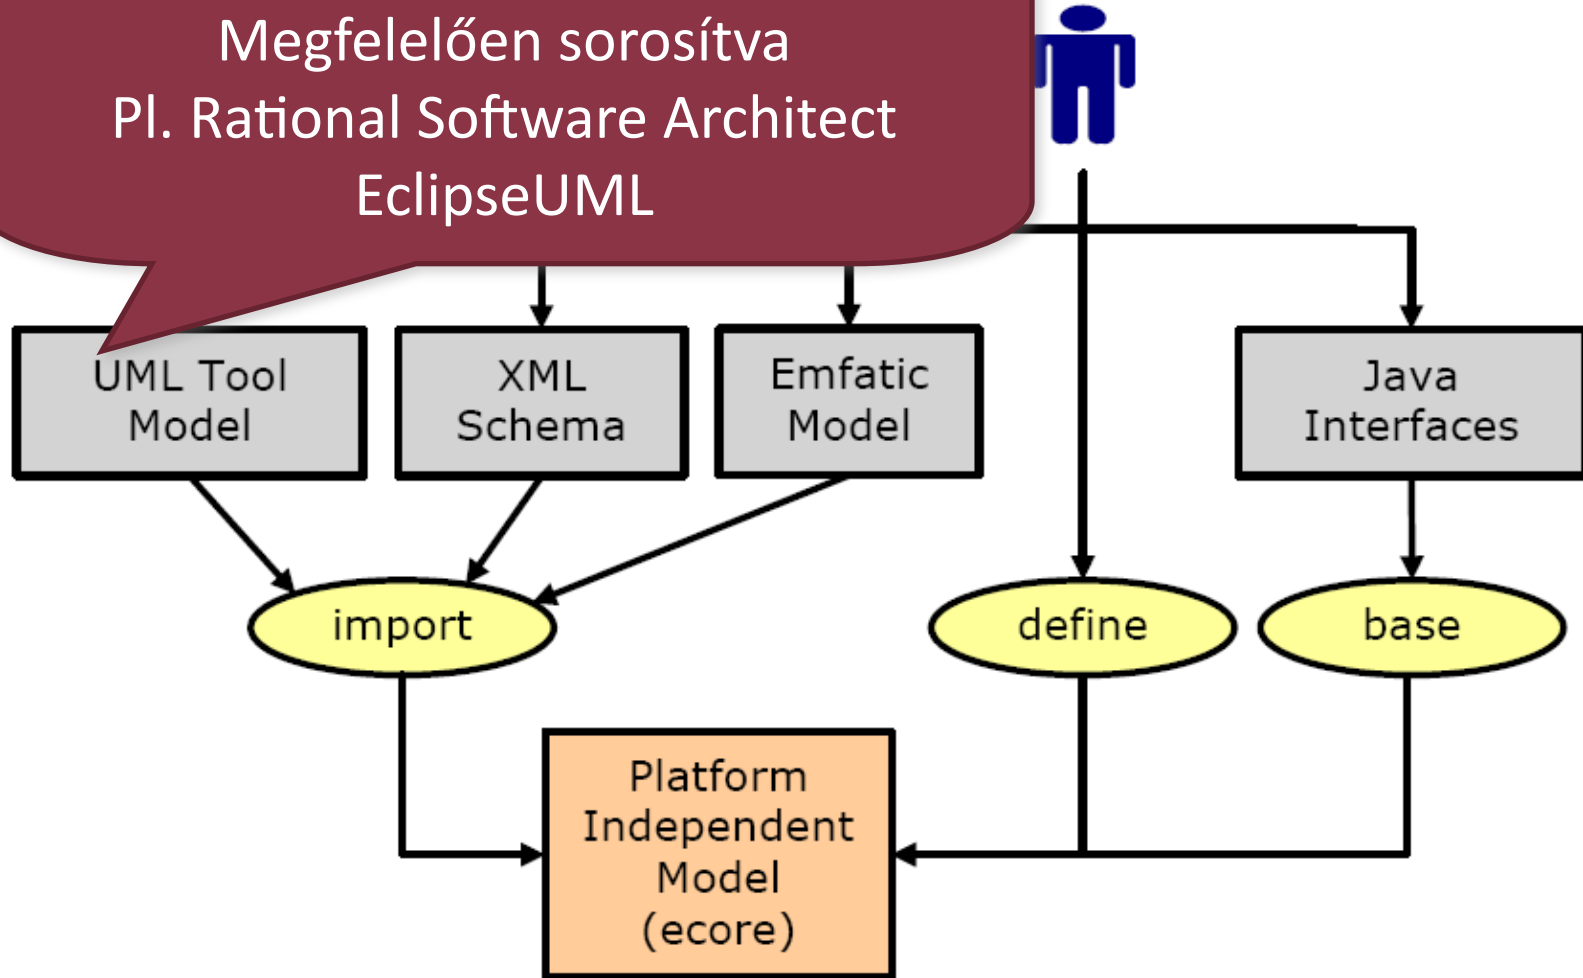 Megfelelően sorosítva
Pl. Rational Software Architect
EclipseUML
UML Tool
Model
XML
Schema
Emfatic
Model
Java
Interfaces
import
define
base
Platform
Independent
Model
(ecore)